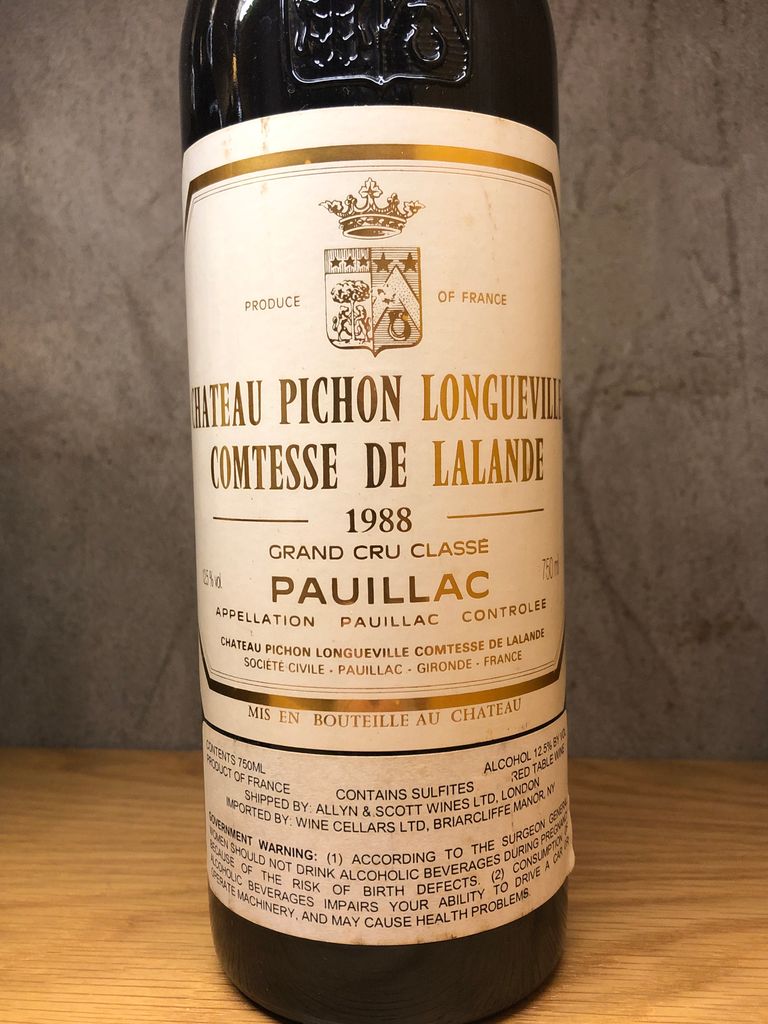 PRODUCE OF FRANCE
CHATEAU PICHON LONGUEVILLE
COMTESSE DE LALANDE
1988
GRAND CRU CLASSÉ
12,5 % vol PAUILLAC 750 ml
APPELLATION PAUILLAC CONTROLEE
CHATEAU PICHON LONGUEVILLE COMTESSE DE LALANDE
SOCIÉTÉ CIVILE - PAUILLAC - GIRONDE - FRANCE
MIS EN BOUTEILLE AU CHATEAU
CONTENTS 750ML ALCOHOL 12.5% BY VOL
PRODUCT OF FRANCE CONTAINS SULFITES RED TABLE WINE
SHIPPED BY: ALLYN & SCOTT WINES LTD, LONDON
IMPORTED BY: WINE CELLARS LTD, BRIARCLIFFE MANOR, NY
GOVERNMENT WARNING: (1) ACCORDING TO THE SURGEON GENERAL
WOMEN SHOULD NOT DRINK ALCOHOLIC BEVERAGES DURING PREGNANCY
BECAUSE OF THE RISK OF BIRTH DEFECTS. (2) CONSUMPTION OF
ALCOHOLIC BEVERAGES IMPAIRS YOUR ABILITY TO DRIVE A CAR OR
OPERATE MACHINERY, AND MAY CAUSE HEALTH PROBLEMS.